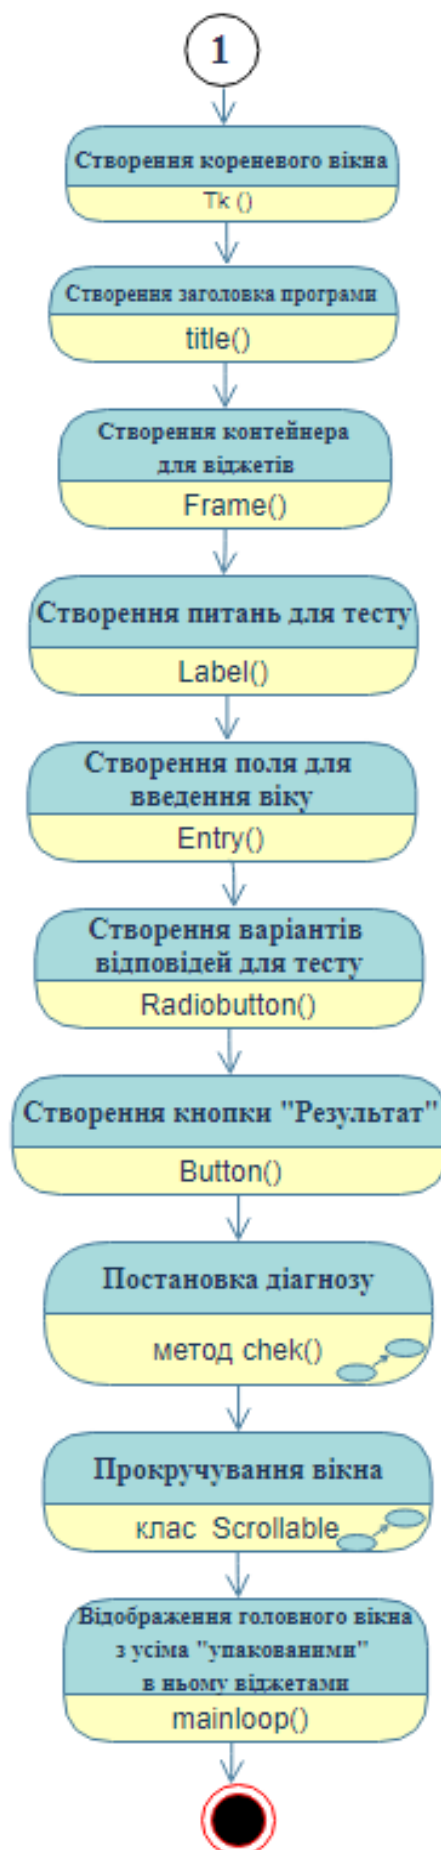 1
Створення кореневого вікна
Tk ()
Створення заголовка програми
title()
Створення контейнера
для віджетів
Frame()
Створення питань для тесту
Label()
Створення поля для
введення віку
Entry()
Створення варіантів
відповідей для тесту
Radiobutton()
Створення кнопки "Результат"
Button()
Постановка діагнозу
метод chek()
Прокручування вікна
клас Scrollable
Відображення головного вікна
з усіма "упакованими"
в ньому віджетами
mainloop()